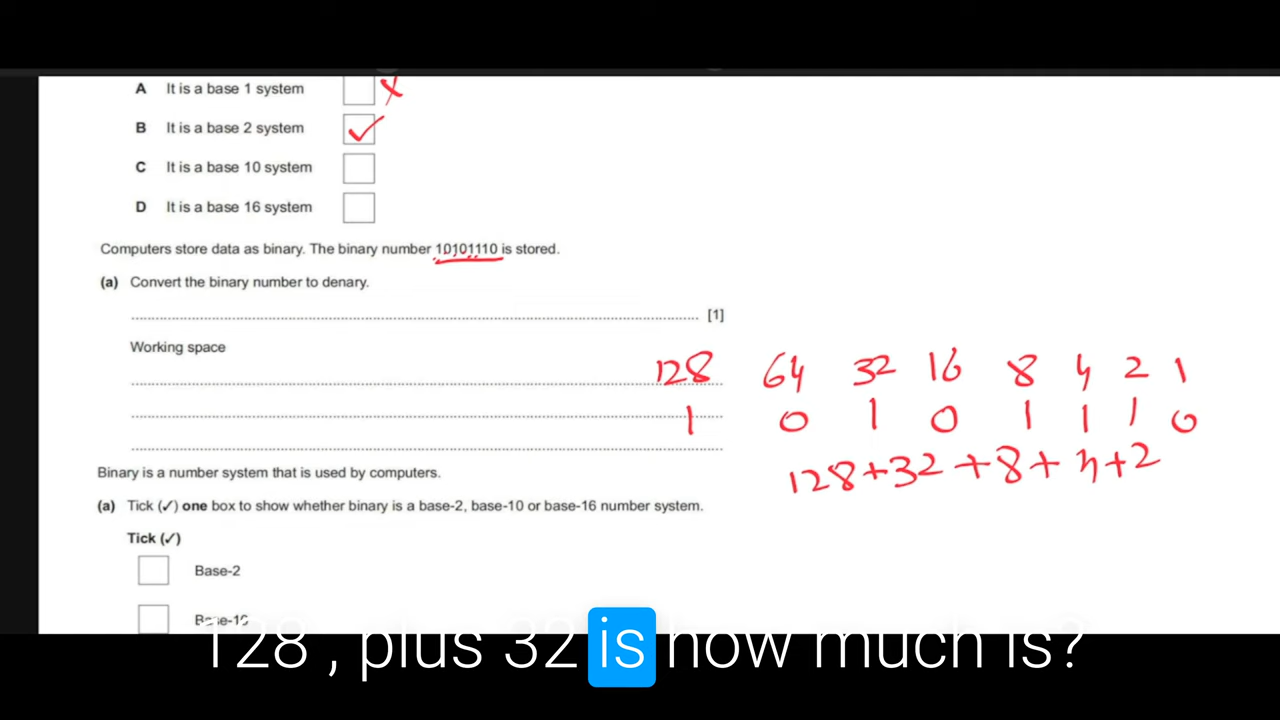 A It is a base 1 system
B It is a base 2 system ✓
C It is a base 10 system
D It is a base 16 system
Computers store data as binary. The binary number 10101110 is stored.
(a) Convert the binary number to denary.
[1]
Working space
128 64 32 16 8 4 2 1
1 0 1 0 1 1 1 0
128+32+8+4+2
Binary is a number system that is used by computers.
(a) Tick (✓) one box to show whether binary is a base-2, base-10 or base-16 number system.
Tick (✓)
Base-2
Base-10
128 , plus 32 is how much is?